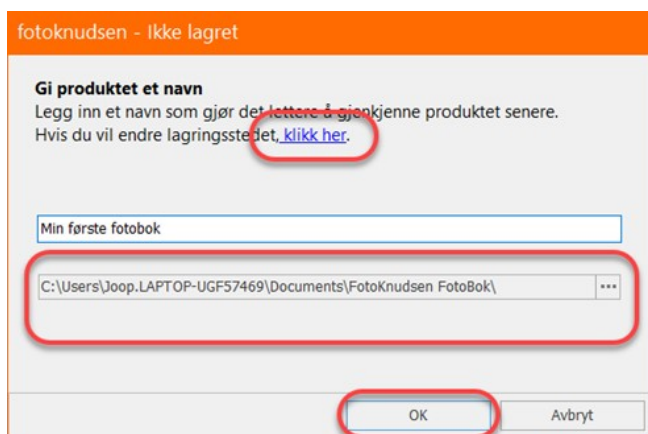 fotoknudsen - Ikke lagret
Gi produktet et navn
Legg inn et navn som gjør det lettere å gjenkjenne produktet senere.
Hvis du vil endre lagringsstedet, klikk her.
Min første fotobok
C:\Users\Joop.LAPTOP-UGF57469\Documents\FotoKnudsen FotoBok\ ...
OK Avbryt